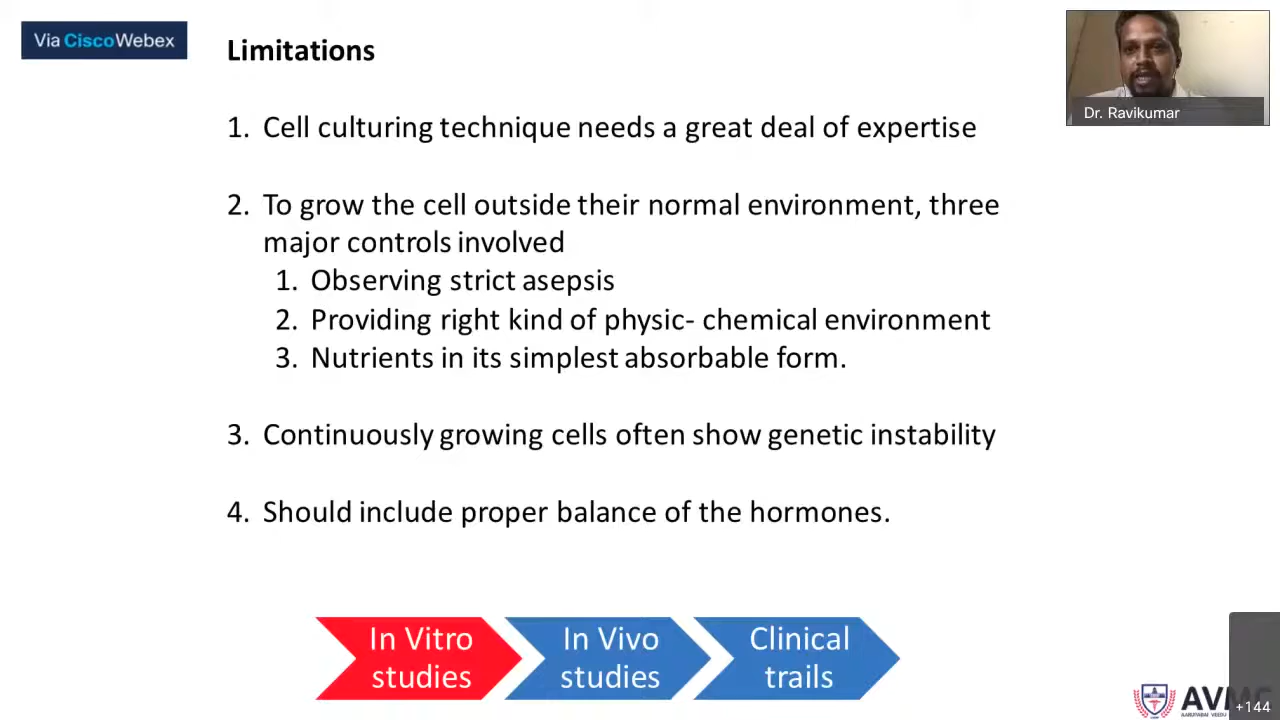 Via CiscoWebex
Limitations
Dr. Ravikumar
1. Cell culturing technique needs a great deal of expertise
2. To grow the cell outside their normal environment, three
major controls involved
1. Observing strict asepsis
2. Providing right kind of physic- chemical environment
3. Nutrients in its simplest absorbable form.
3. Continuously growing cells often show genetic instability
4. Should include proper balance of the hormones.
In Vitro
studies
In Vivo
studies
Clinical
trails
+144